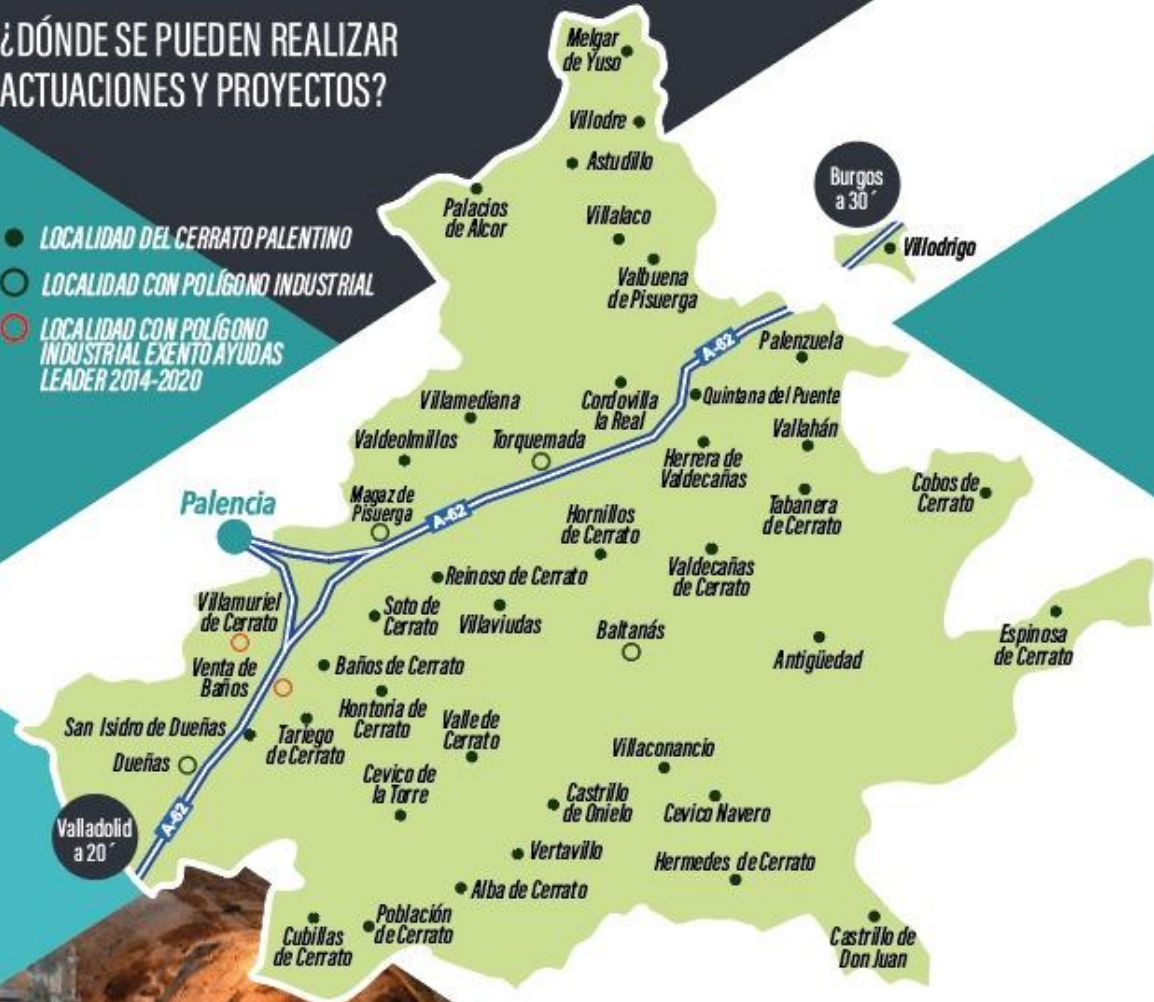 ¿DÓNDE SE PUEDEN REALIZAR
ACTUACIONES Y PROYECTOS?
LOCALIDAD DEL CERRATO PALENTINO
LOCALIDAD CON POLÍGONO INDUSTRIAL
LOCALIDAD CON POLÍGONO
INDUSTRIAL EXENTO AYUDAS
LEADER 2014-2020
Melgar
de Yuso
Villodre
Astudillo
Palacios
de Alcor
Villalaco
Valbuena
de Pisuerga
Burgos
a 30´
Villodrigo
A-62
Palenzuela
Villamediana
Cordovilla
la Real
Quintana del Puente
Valdeolmillos
Torquemada
Vallahán
Herrera de
Valdecañas
Magaz de
Pisuerga
Palencia
A-62
Hornillos
de Cerrato
Tabanera
de Cerrato
Cobos de
Cerrato
Reinoso de Cerrato
Valdecañas
de Cerrato
Villamuriel
de Cerrato
Soto de
Cerrato
Villaviudas
Baltanás
Antigüedad
Espinosa
de Cerrato
Venta de
Baños
Baños de Cerrato
Hontoria de
Cerrato
San Isidro de Dueñas
Tariego
de Cerrato
Valle de
Cerrato
Dueñas
Villaconancio
Cevico de
la Torre
Castrillo
de Onielo
Cevico Navero
Valladolid
a 20´
A-62
Vertavillo
Hermedes de Cerrato
Alba de Cerrato
Población
de Cerrato
Cubillas
de Cerrato
Castrillo de
Don Juan